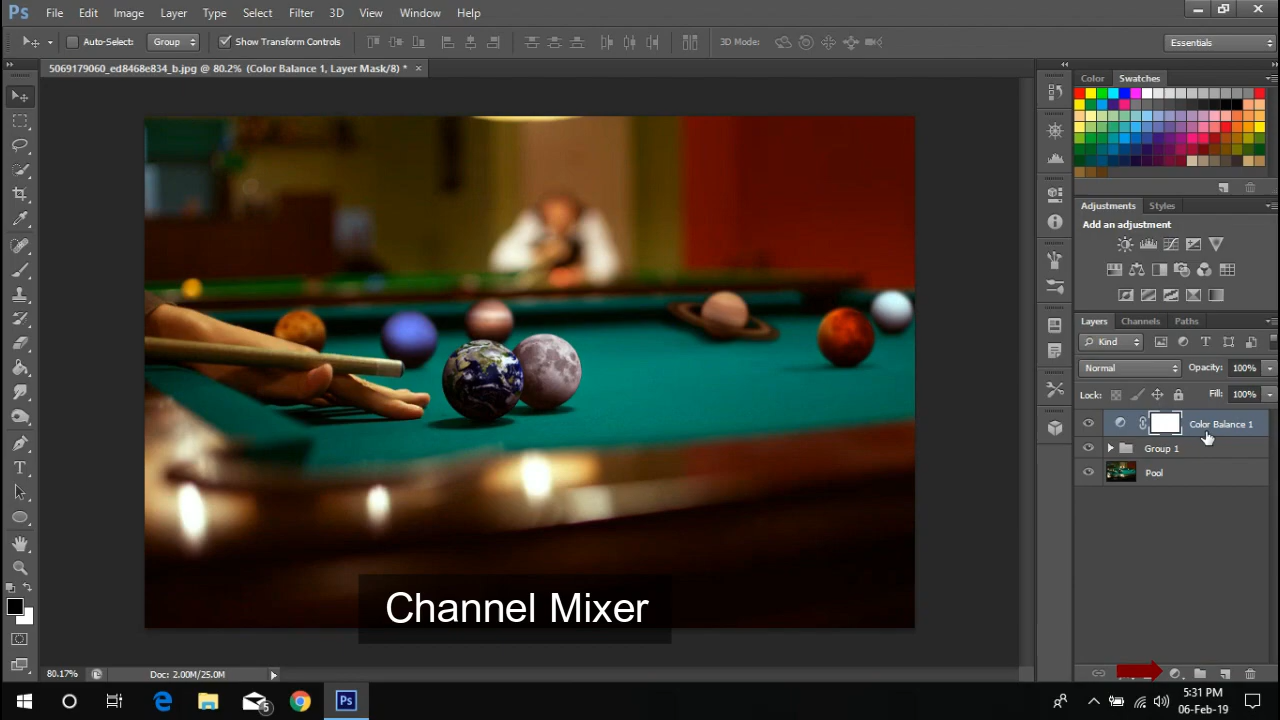 Ps File Edit Image Layer Type Select Filter 3D View Window Help
Auto-Select: Group Show Transform Controls 3D Mode: Essentials
5069179060_ed8468e834_b.jpg @ 80.2% (Color Balance 1, Layer Mask/8) * ×
Color Swatches
Adjustments Styles
Add an adjustment
Layers Channels Paths
Kind
Normal Opacity: 100%
Lock: Fill: 100%
Color Balance 1
Group 1
Pool
Channel Mixer
80.17% Doc: 2.00M/25.0M
5 Ps 5:31 PM
06-Feb-19